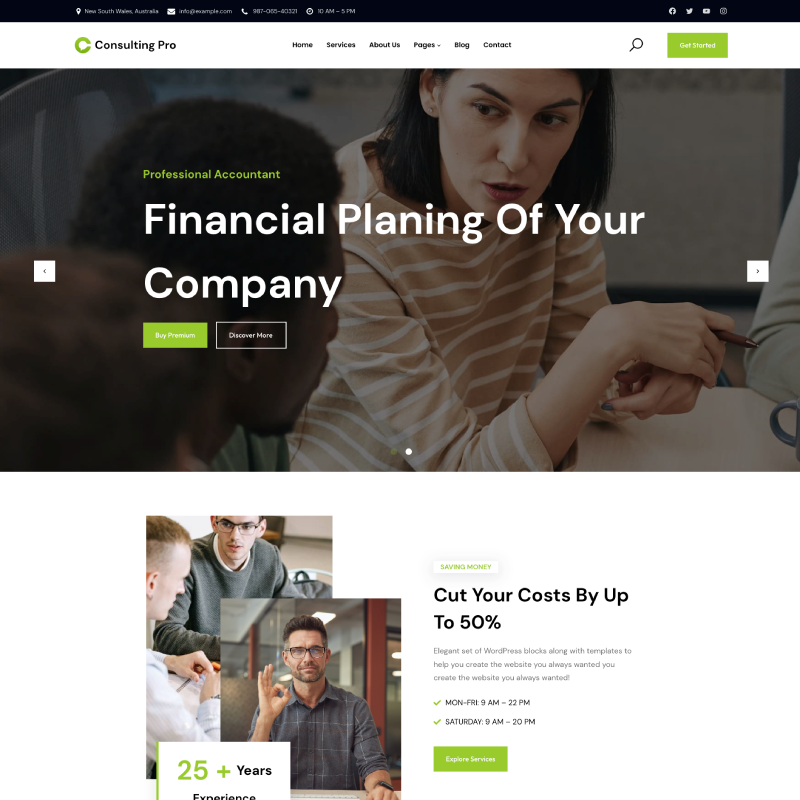 New South Wales, Australia info@example.com 987-065-40321 10 AM – 5 PM
Consulting Pro Home Services About Us Pages Blog Contact Get Started
Professional Accountant
Financial Planing Of Your
Company
Buy Premium Discover More
SAVING MONEY
Cut Your Costs By Up
To 50%
Elegant set of WordPress blocks along with templates to
help you create the website you always wanted you
create the website you always wanted!
MON-FRI: 9 AM – 22 PM
SATURDAY: 9 AM – 20 PM
Explore Services
25 + Years
Experience